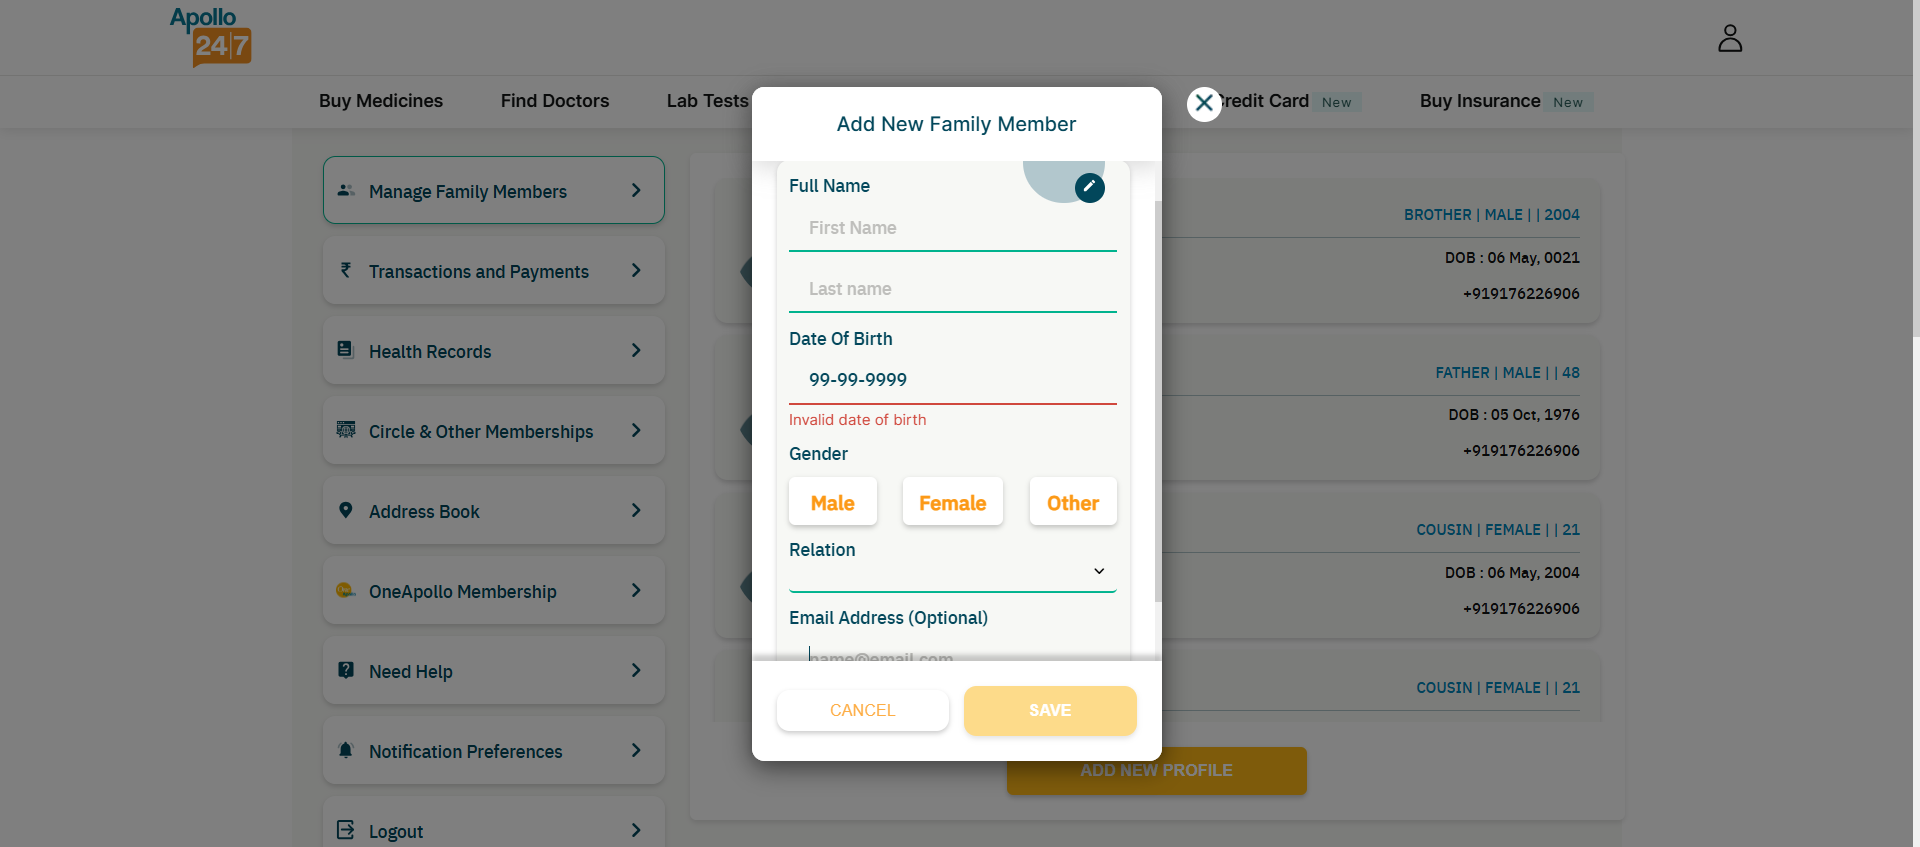 Apollo
24|7
Buy Medicines
Find Doctors
Lab Tests
Credit Card
New
Buy Insurance
New
Manage Family Members
Transactions and Payments
Health Records
Circle & Other Memberships
Address Book
OneApollo Membership
Need Help
Notification Preferences
Logout
Add New Family Member
Full Name
First Name
Last name
Date Of Birth
99-99-9999
Invalid date of birth
Gender
Male
Female
Other
Relation
Email Address (Optional)
name@email.com
CANCEL
SAVE
BROTHER | MALE | | 2004
DOB : 06 May, 0021
+919176226906
FATHER | MALE | | 48
DOB : 05 Oct, 1976
+919176226906
COUSIN | FEMALE | | 21
DOB : 06 May, 2004
+919176226906
COUSIN | FEMALE | | 21
ADD NEW PROFILE